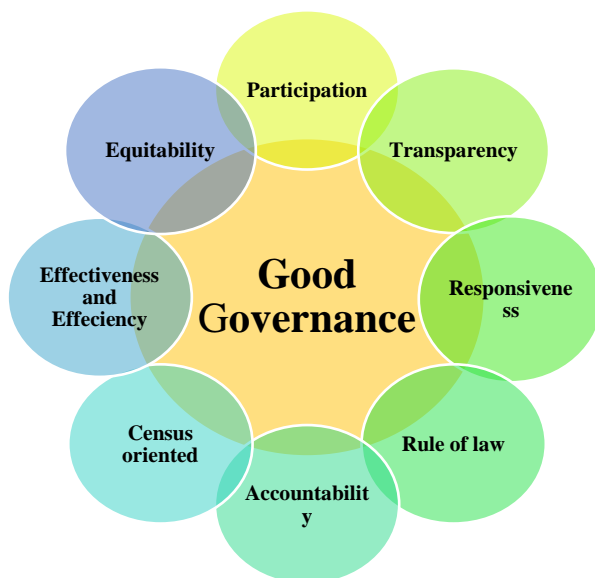 Participation
Transparency
Responsivene
ss
Rule of law
Accountabilit
y
Census
oriented
Effectiveness
and
Effeciency
Equitability
Good
Governance